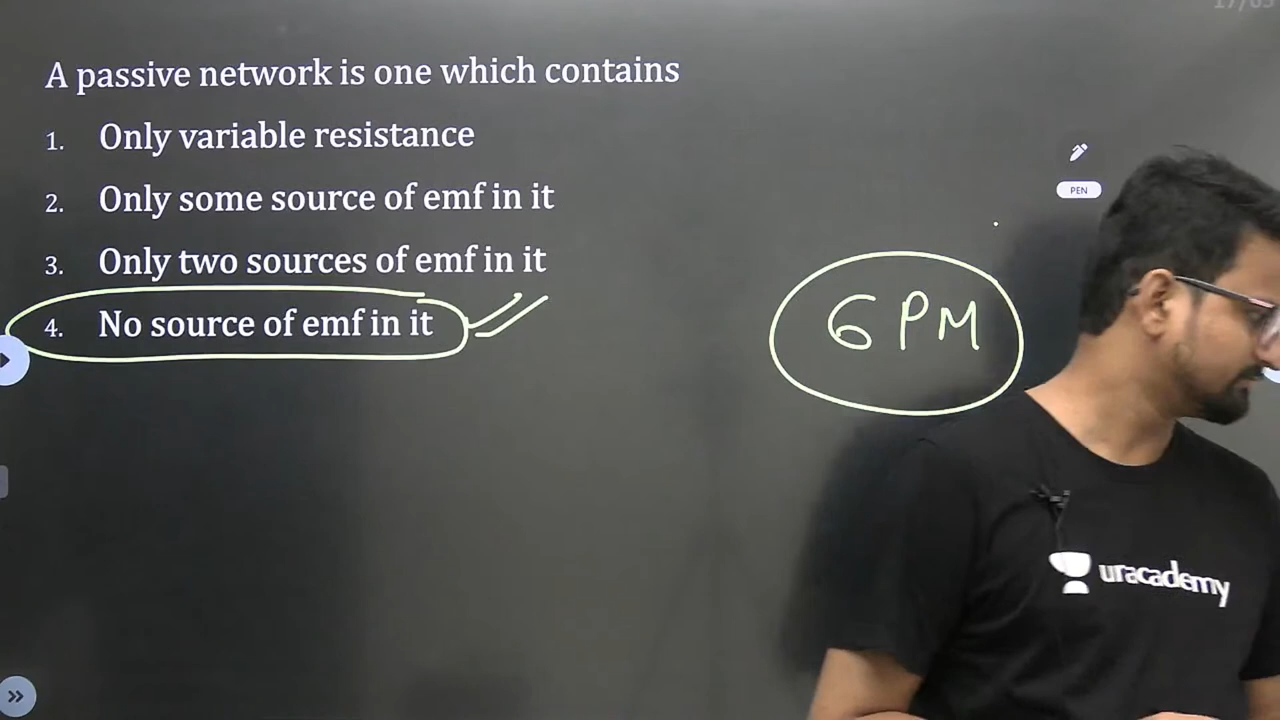 A passive network is one which contains
1. Only variable resistance
2. Only some source of emf in it
3. Only two sources of emf in it
4. No source of emf in it
6 PM
PEN
uracademy